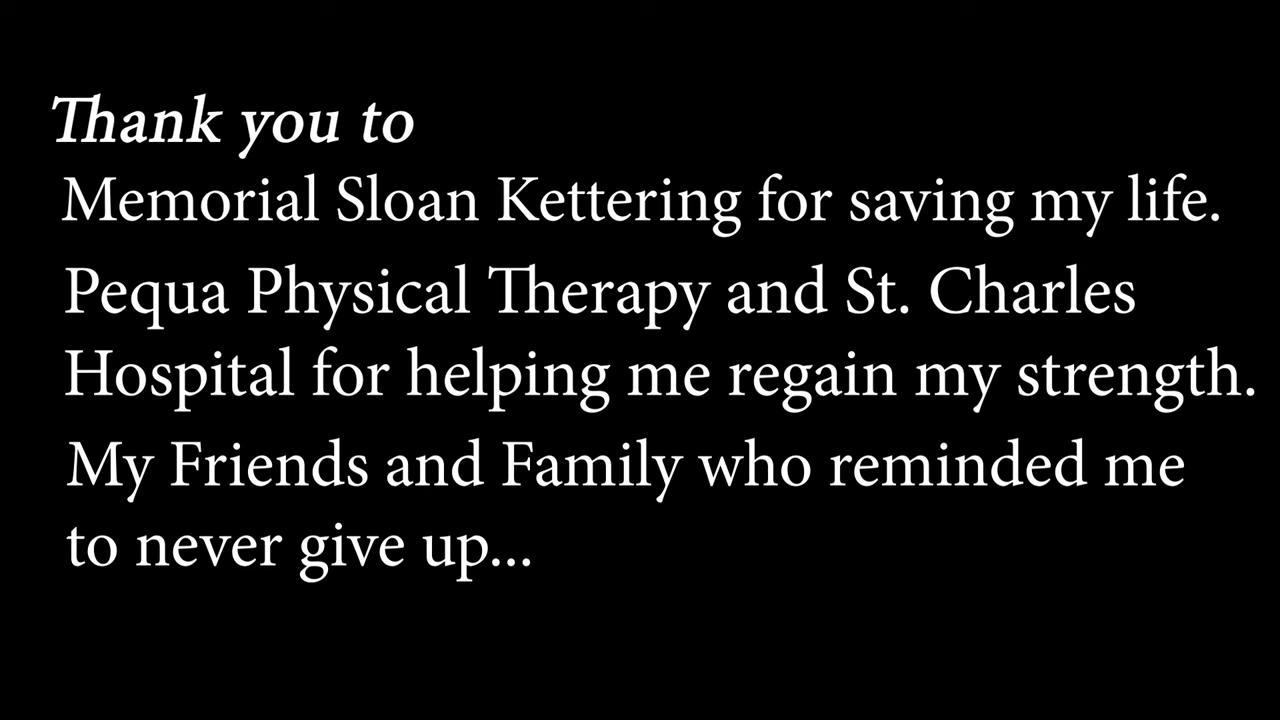 Thank you to
Memorial Sloan Kettering for saving my life.
Pequa Physical Therapy and St. Charles
Hospital for helping me regain my strength.
My Friends and Family who reminded me
to never give up...